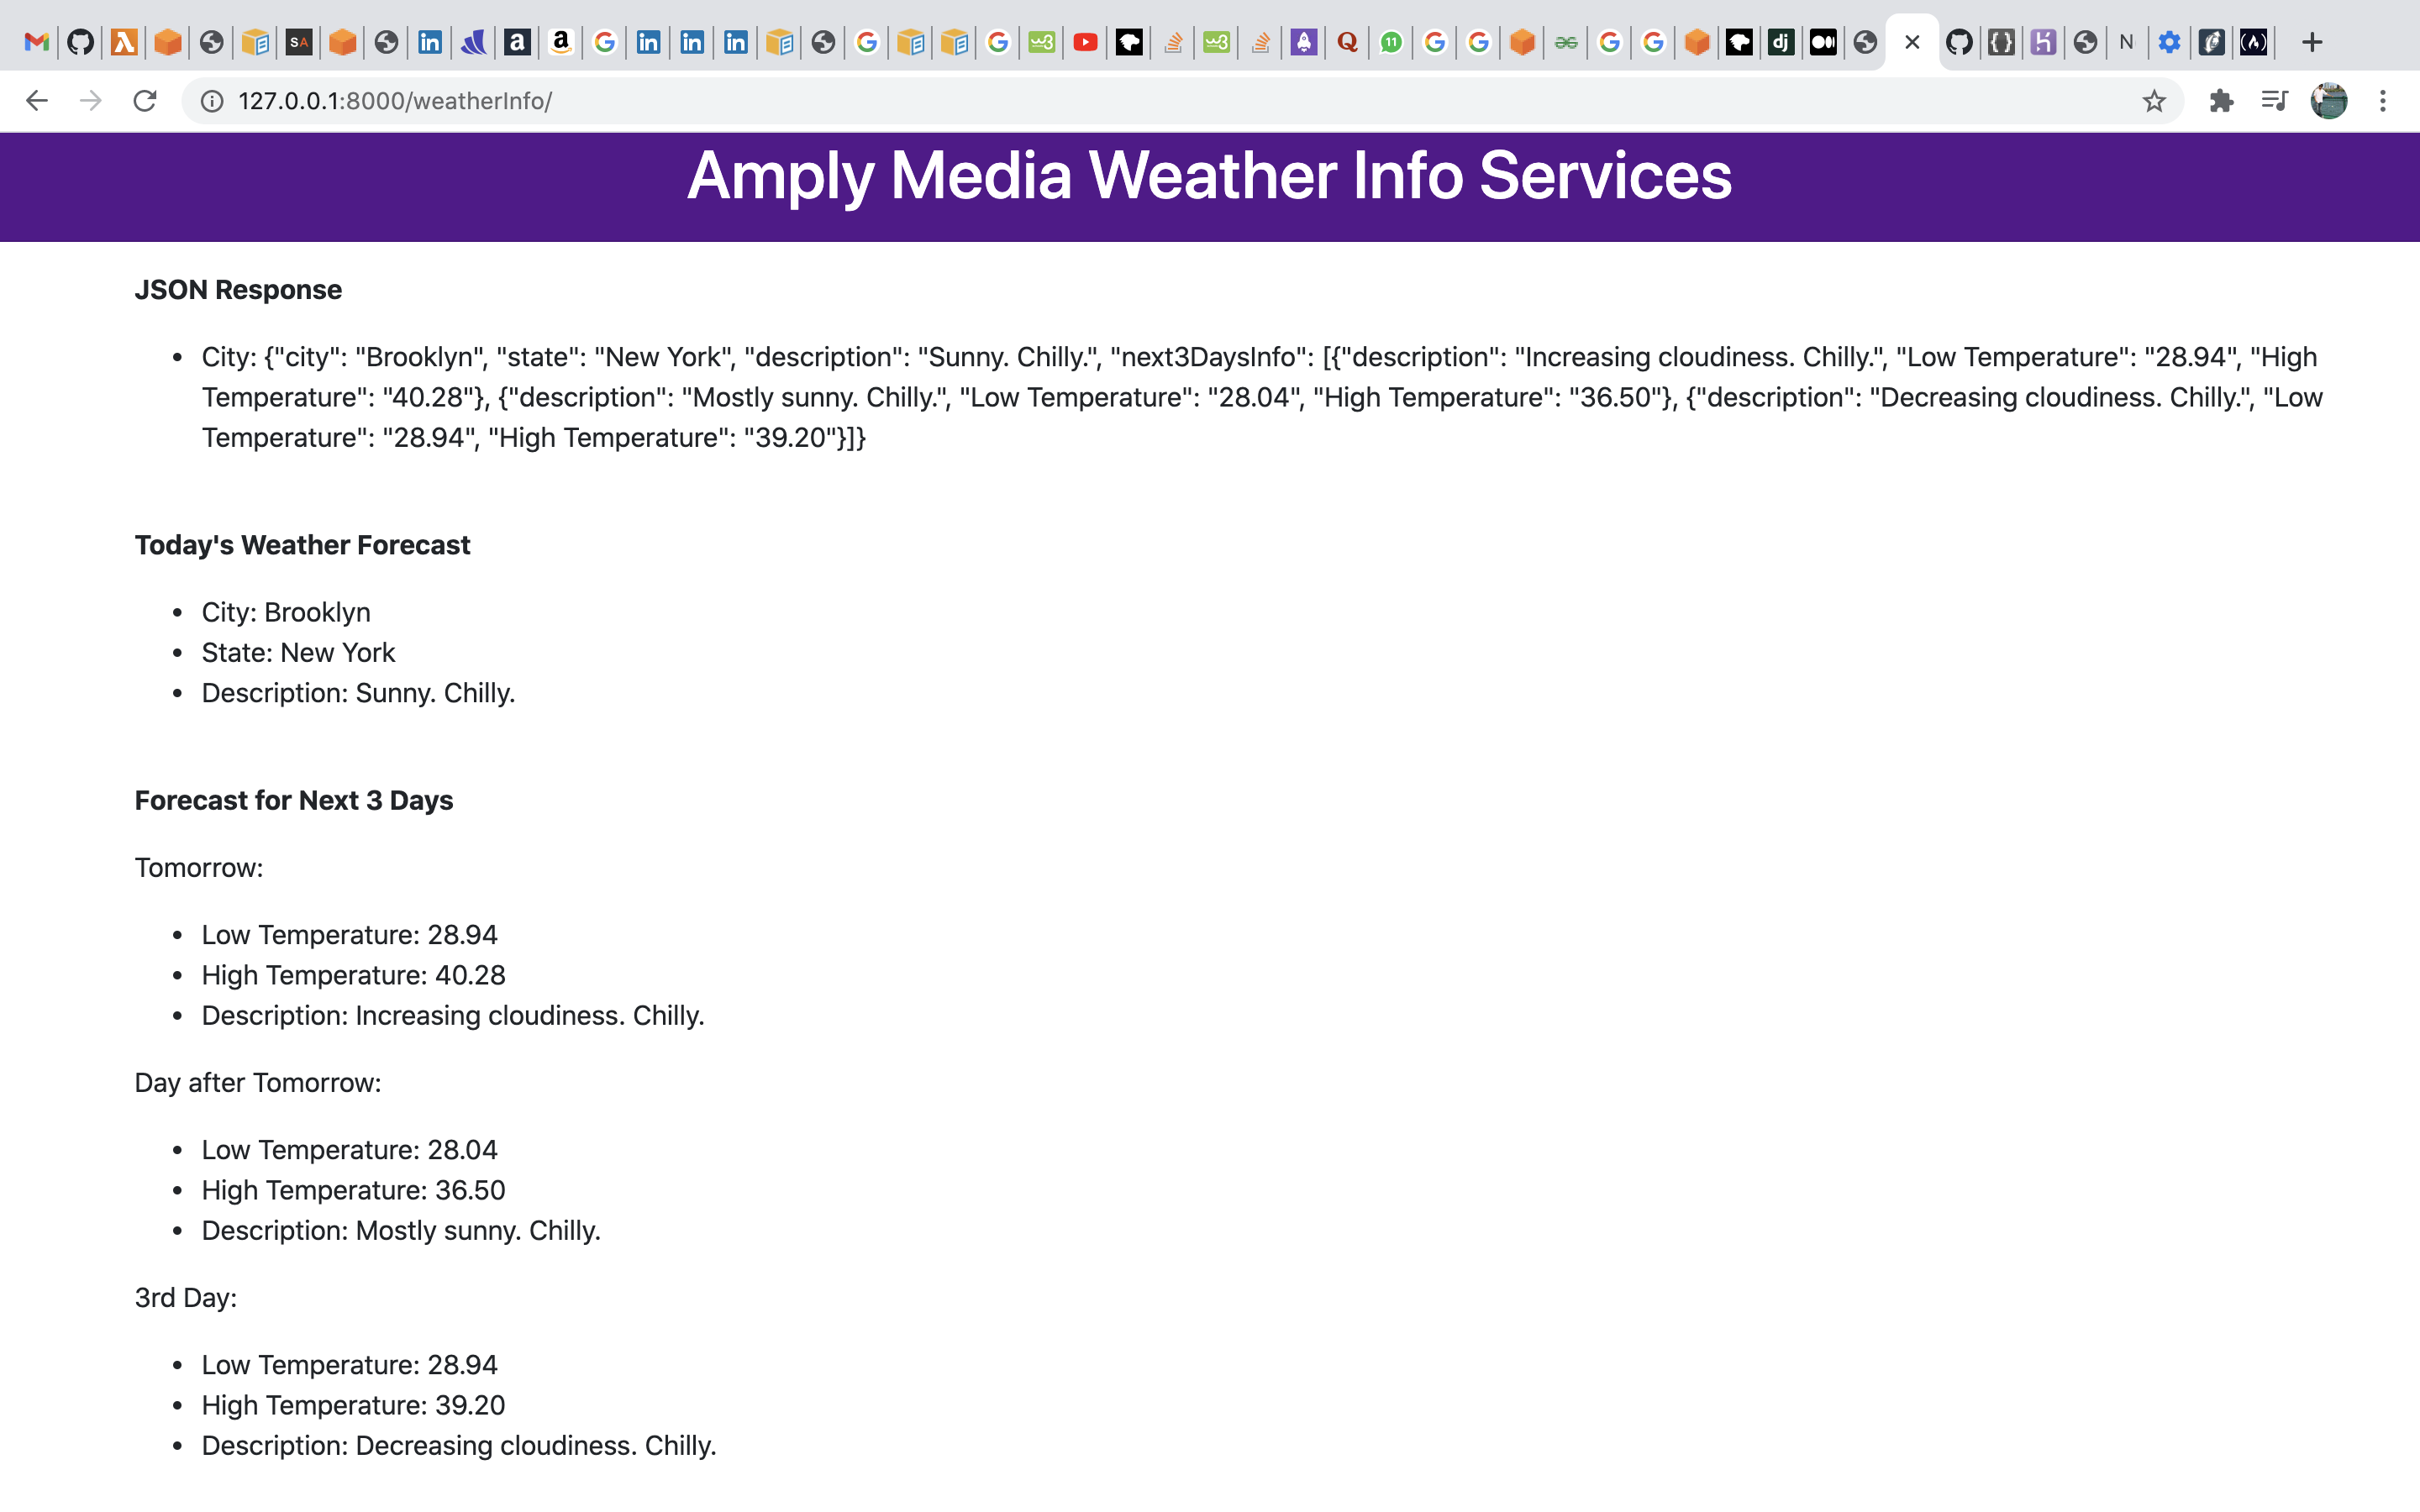 127.0.0.1:8000/weatherInfo/
Amply Media Weather Info Services
JSON Response
• City: {"city": "Brooklyn", "state": "New York", "description": "Sunny. Chilly.", "next3DaysInfo": [{"description": "Increasing cloudiness. Chilly.", "Low Temperature": "28.94", "High
Temperature": "40.28"}, {"description": "Mostly sunny. Chilly.", "Low Temperature": "28.04", "High Temperature": "36.50"}, {"description": "Decreasing cloudiness. Chilly.", "Low
Temperature": "28.94", "High Temperature": "39.20"}]}
Today's Weather Forecast
• City: Brooklyn
• State: New York
• Description: Sunny. Chilly.
Forecast for Next 3 Days
Tomorrow:
• Low Temperature: 28.94
• High Temperature: 40.28
• Description: Increasing cloudiness. Chilly.
Day after Tomorrow:
• Low Temperature: 28.04
• High Temperature: 36.50
• Description: Mostly sunny. Chilly.
3rd Day:
• Low Temperature: 28.94
• High Temperature: 39.20
• Description: Decreasing cloudiness. Chilly.